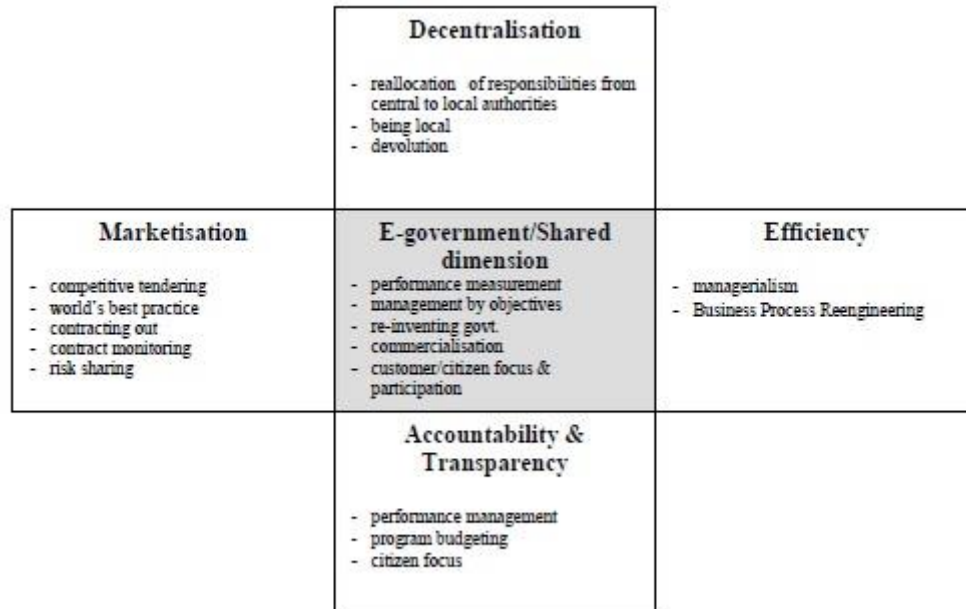 Decentralisation
- reallocation of responsibilities from
central to local authorities
- being local
- devolution
Marketisation
- competitive tendering
- world's best practice
- contracting out
- contract monitoring
- risk sharing
E-government/Shared
dimension
- performance measurement
- management by objectives
- re-inventing govt.
- commercialisation
- customer/citizen focus &
participation
Efficiency
- managerialism
- Business Process Reengineering
Accountability &
Transparency
- performance management
- program budgeting
- citizen focus